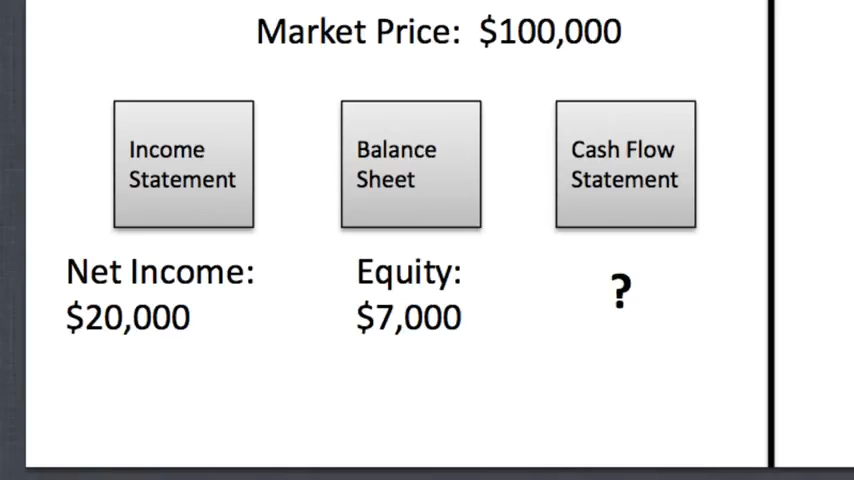 Market Price: $100,000
Income
Statement
Balance
Sheet
Cash Flow
Statement
Net Income:
$20,000
Equity:
$7,000
?